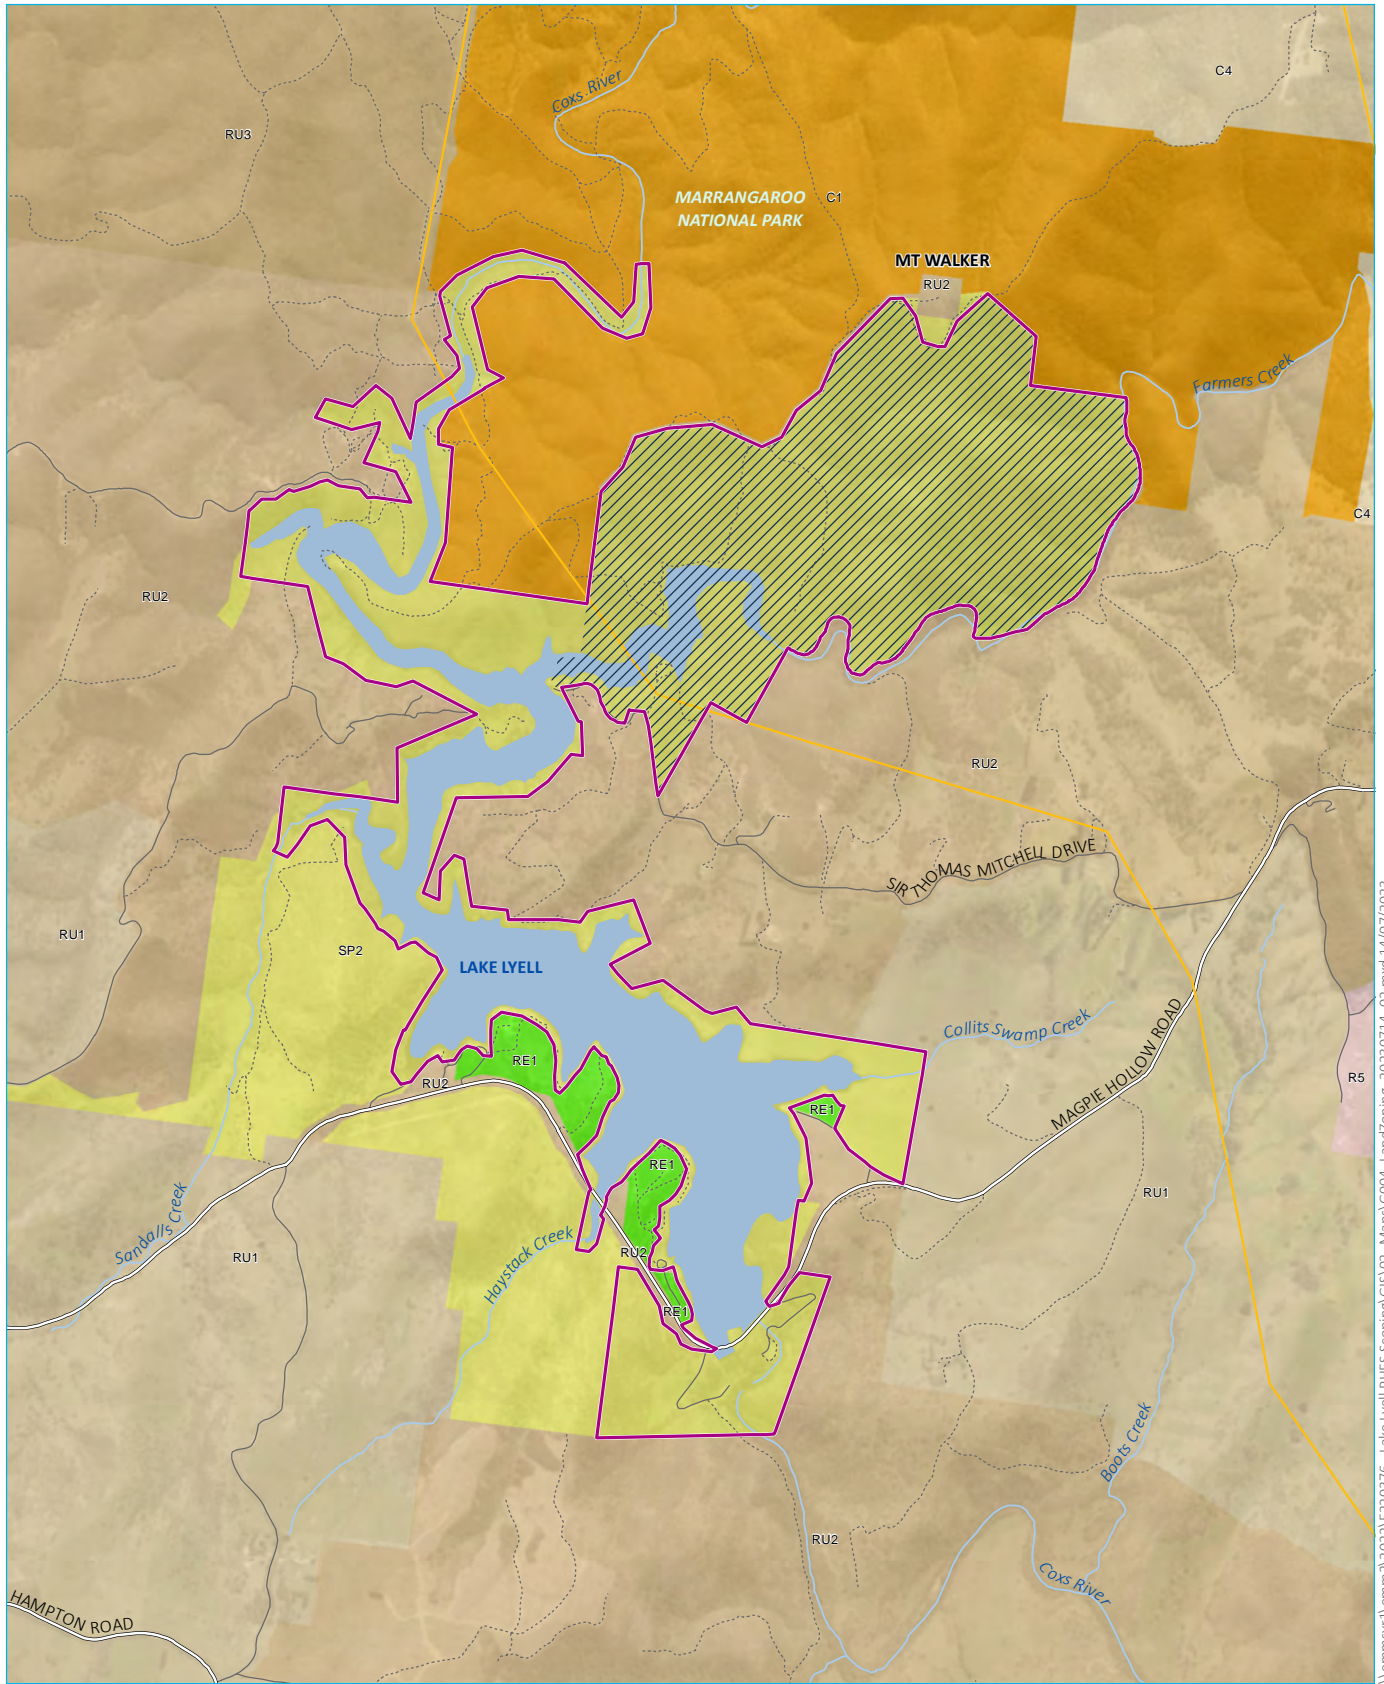 Coxs River
C4
RU3
MARRANGAROO
NATIONAL PARK
C1
MT WALKER
RU2
Farmers Creek
C4
RU2
RU2
SIR THOMAS MITCHELL DRIVE
RU1
SP2
LAKE LYELL
Collits Swamp Creek
MAGPIE HOLLOW ROAD
RE1
RU2
R5
RE1
RE1
RU1
Sandalls Creek
Haystack Creek
RU2
RU1
RE1
Boots Creek
RU2
Coxs River
HAMPTON ROAD